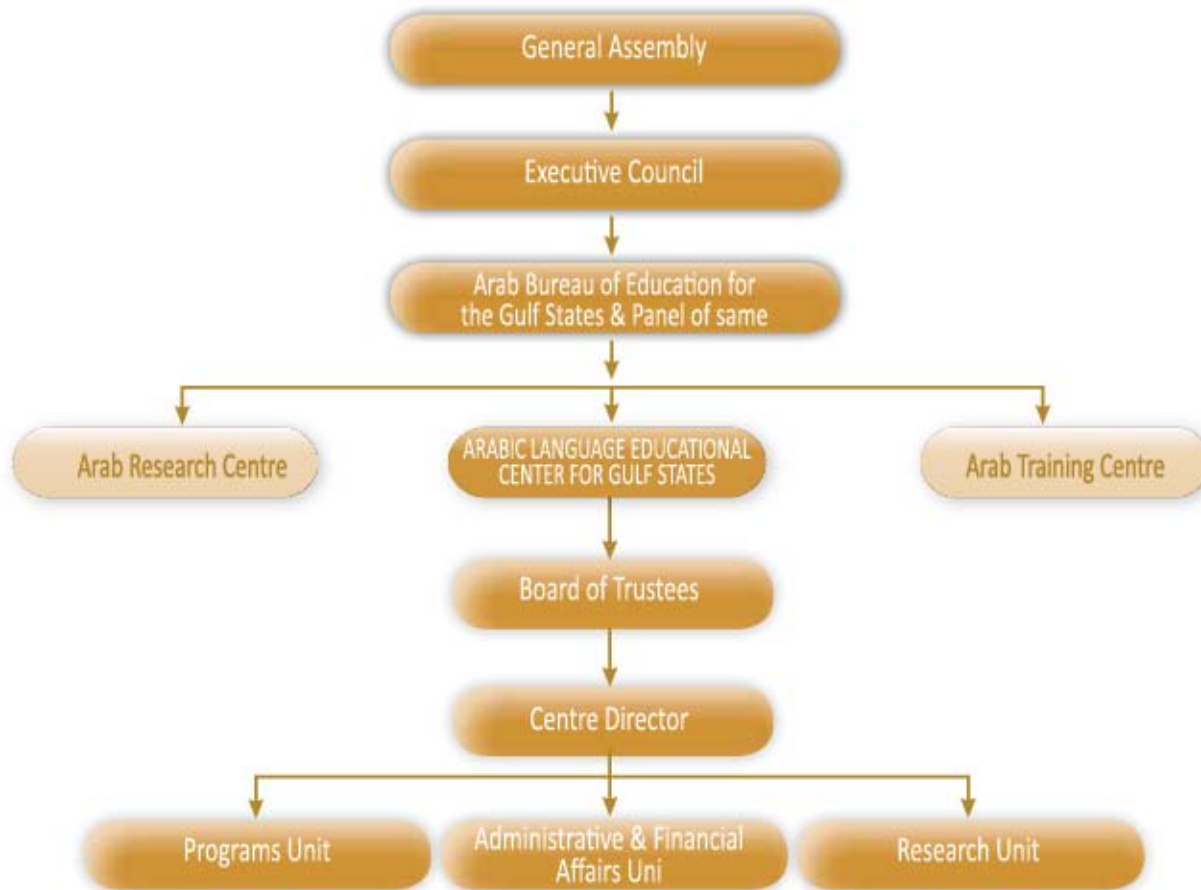 General Assembly
Executive Council
Arab Bureau of Education for
the Gulf States & Panel of same
Arab Research Centre
ARABIC LANGUAGE EDUCATIONAL
CENTER FOR GULF STATES
Arab Training Centre
Board of Trustees
Centre Director
Programs Unit
Administrative & Financial
Affairs Uni
Research Unit